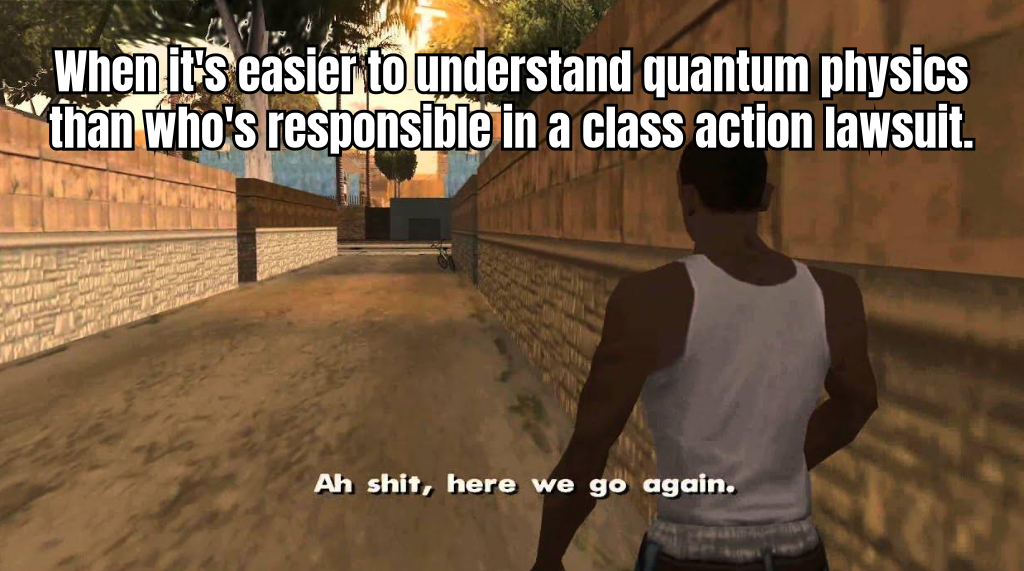 When it's easier to understand quantum physics
than who's responsible in a class action lawsuit.
Ah shit, here we go again.